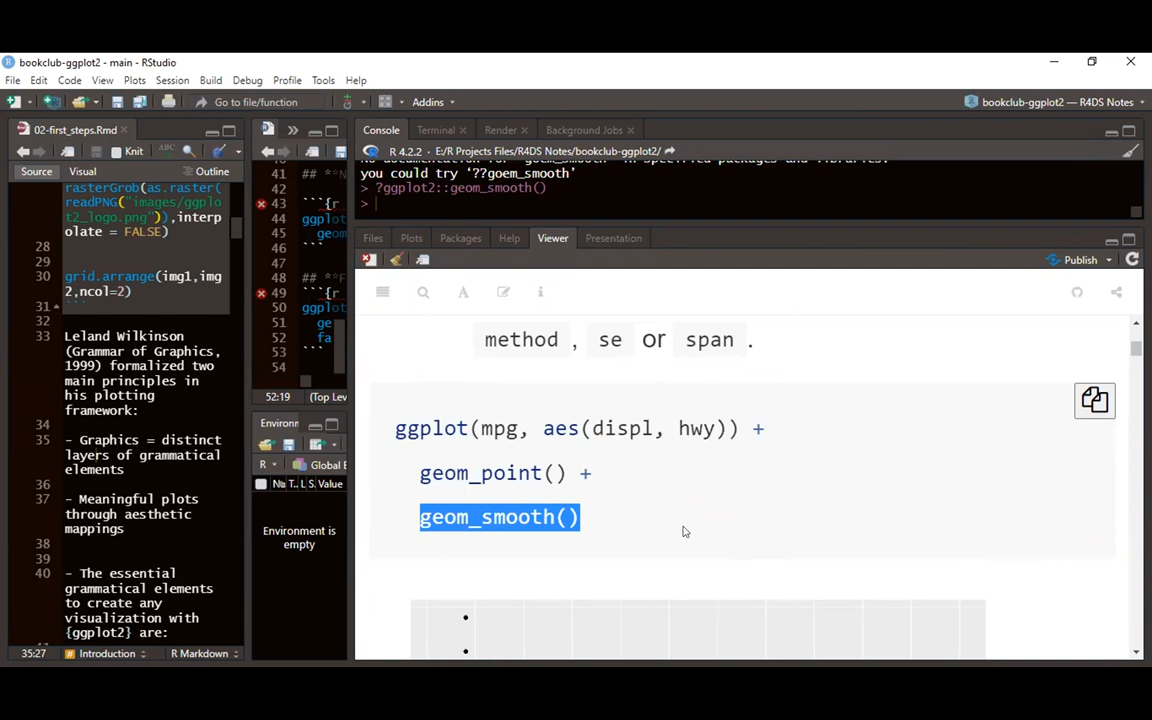 bookclub-ggplot2 - main - RStudio
File Edit Code View Plots Session Build Debug Profile Tools Help
Go to file/function Addins bookclub-ggplot2 — R4DS Notes
02-first_steps.Rmd
Knit
Source Visual Outline
rasterGrob(as.raster(
readPNG("images/ggplo
t2_logo.png")),interp
olate = FALSE)
28
29
30 grid.arrange(img1,img
2,ncol=2)
31 ```
32
33 Leland Wilkinson
(Grammar of Graphics,
1999) formalized two
main principles in
his plotting
framework:
34
35 - Graphics = distinct
layers of grammatical
elements
36
37 - Meaningful plots
through aesthetic
mappings
38
39
40 - The essential
grammatical elements
to create any
visualization with
{ggplot2} are:
35:27 Introduction R Markdown
41 ## **N
42
43 ```{r
44 ggplot
45 geom
46 ```
47
48 ## **F
49 ```{r
50 ggplot
51 ge
52 fa
53 ```
54
52:19 (Top Lev
Environn
R Global E
Na T.. L S Value
Environment is
empty
Console Terminal Render Background Jobs
R 4.2.2 · E:/R Projects Files/R4DS Notes/bookclub-ggplot2/
you could try ‘??goem_smooth’
> ?ggplot2::geom_smooth()
>
Files Plots Packages Help Viewer Presentation
Publish
method , se or span .
ggplot(mpg, aes(displ, hwy)) +
geom_point() +
geom_smooth()